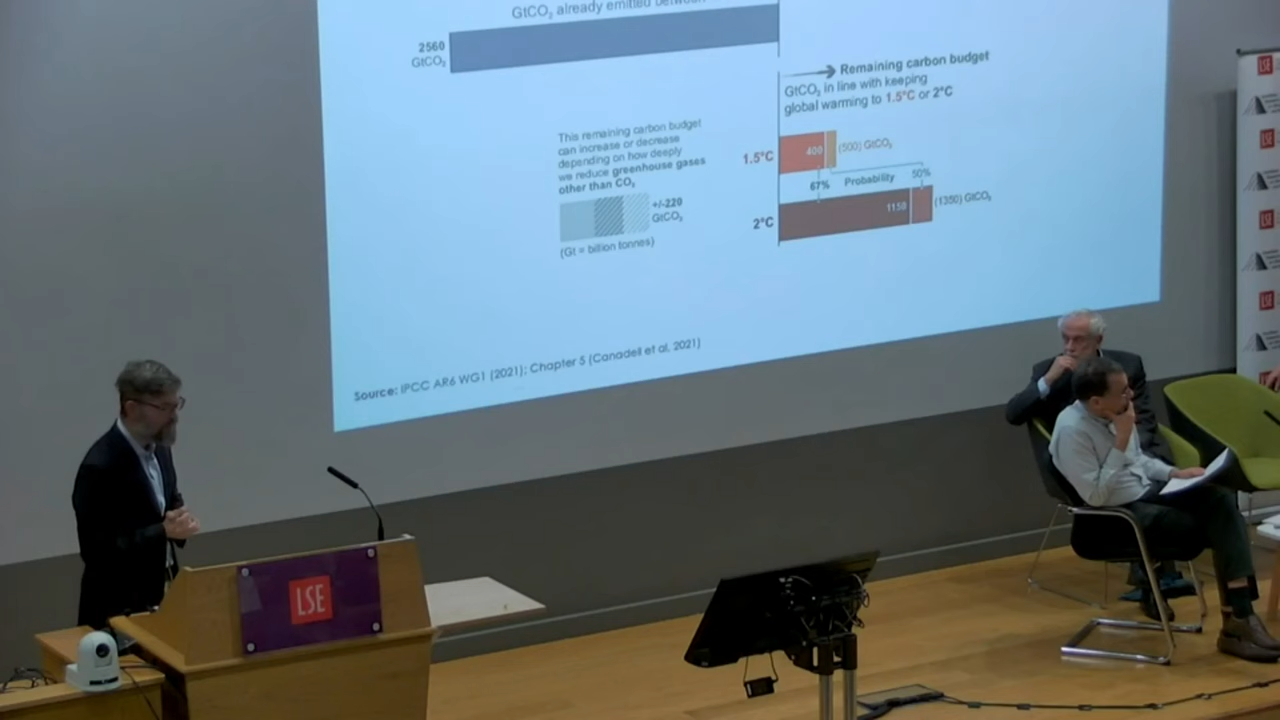 GtCO₂ already emitted between
2560
GtCO₂
Remaining carbon budget
GtCO₂ in line with keeping
global warming to 1.5°C or 2°C
This remaining carbon budget
can increase or decrease
depending on how deeply
we reduce greenhouse gases
other than CO₂
+/-220
GtCO₂
(Gt = billion tonnes)
1.5°C
400
(500) GtCO₂
67% Probability 50%
2°C
1150
(1350) GtCO₂
Source: IPCC AR6 WG1 (2021); Chapter 5 (Canadell et al. 2021)
LSE
LSE
LSE
LSE
LSE
LSE